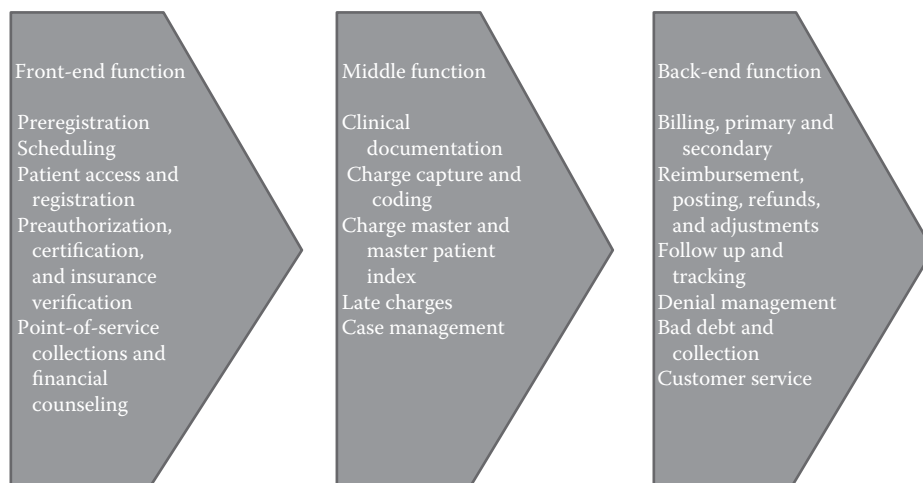 Front-end function
Preregistration
Scheduling
Patient access and
registration
Preauthorization,
certification,
and insurance
verification
Point-of-service
collections and
financial
counseling
Middle function
Clinical
documentation
Charge capture and
coding
Charge master and
master patient
index
Late charges
Case management
Back-end function
Billing, primary and
secondary
Reimbursement,
posting, refunds,
and adjustments
Follow up and
tracking
Denial management
Bad debt and
collection
Customer service